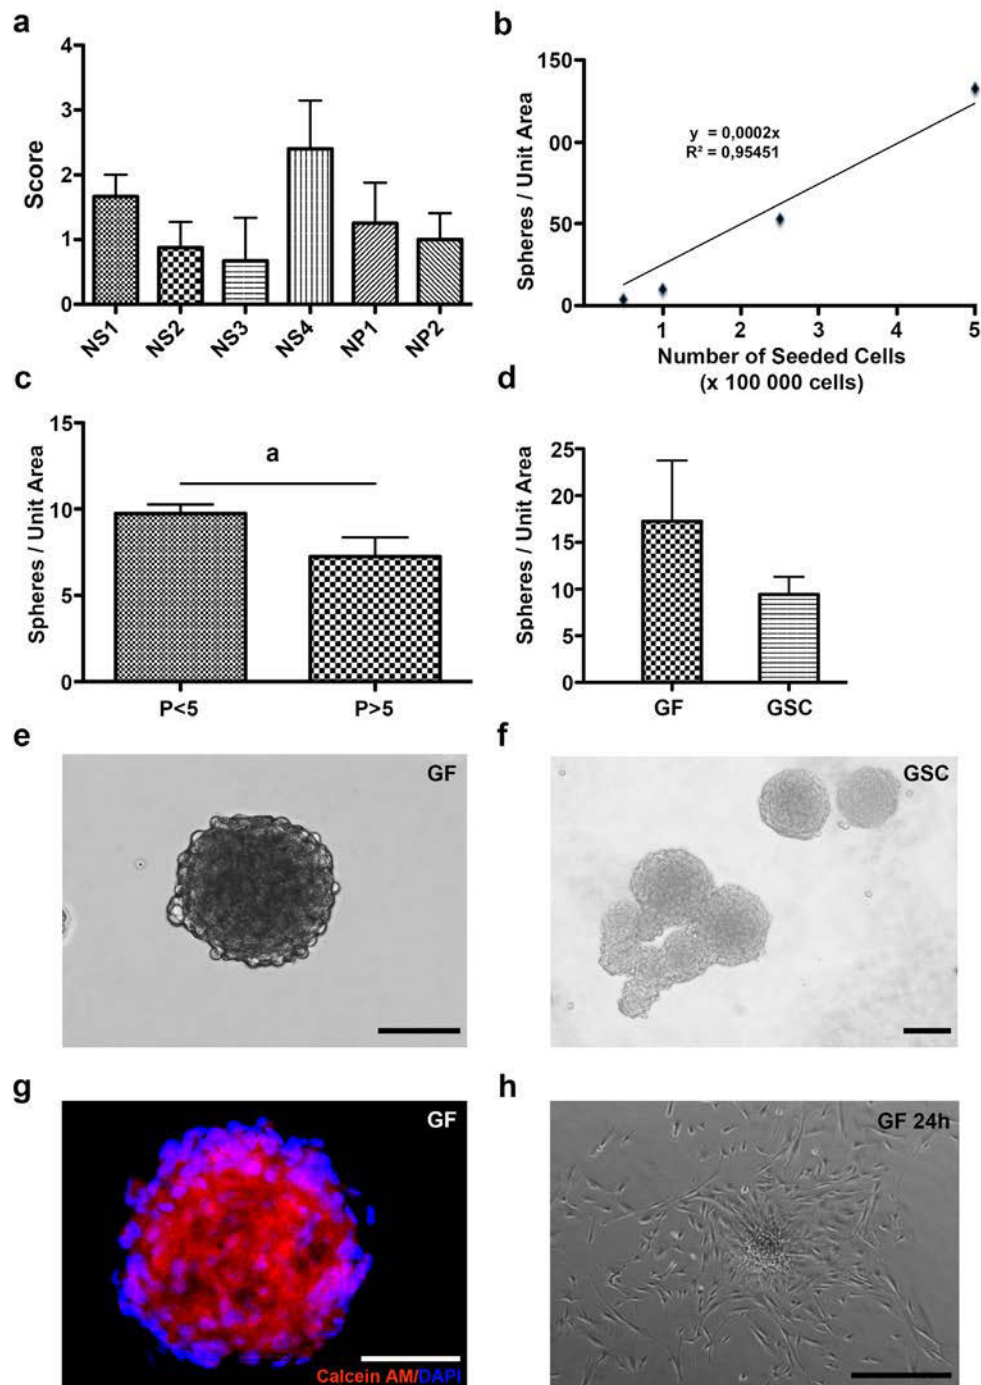 a
Score
4
3
2
1
0
NS1 NS2 NS3 NS4 NP1 NP2
b
Spheres / Unit Area
150
00
50
0
y = 0,0002x
R² = 0,95451
1 2 3 4 5
Number of Seeded Cells
(x 100 000 cells)
c
Spheres / Unit Area
15
10
5
0
a
P<5 P>5
d
Spheres / Unit Area
25
20
15
10
5
0
GF GSC
e
GF
f
GSC
g
GF
Calcein AM/DAPI
h
GF 24h